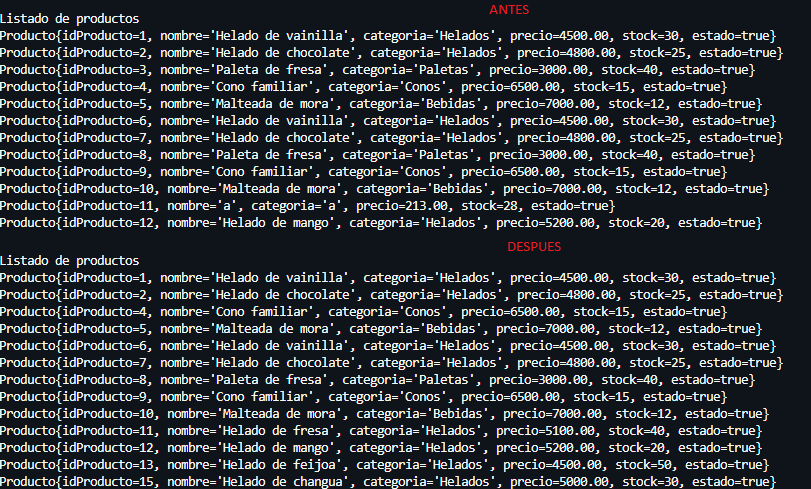 ANTES
Listado de productos
Producto{idProducto=1, nombre='Helado de vainilla', categoria='Helados', precio=4500.00, stock=30, estado=true}
Producto{idProducto=2, nombre='Helado de chocolate', categoria='Helados', precio=4800.00, stock=25, estado=true}
Producto{idProducto=3, nombre='Paleta de fresa', categoria='Paletas', precio=3000.00, stock=40, estado=true}
Producto{idProducto=4, nombre='Cono familiar', categoria='Conos', precio=6500.00, stock=15, estado=true}
Producto{idProducto=5, nombre='Malteada de mora', categoria='Bebidas', precio=7000.00, stock=12, estado=true}
Producto{idProducto=6, nombre='Helado de vainilla', categoria='Helados', precio=4500.00, stock=30, estado=true}
Producto{idProducto=7, nombre='Helado de chocolate', categoria='Helados', precio=4800.00, stock=25, estado=true}
Producto{idProducto=8, nombre='Paleta de fresa', categoria='Paletas', precio=3000.00, stock=40, estado=true}
Producto{idProducto=9, nombre='Cono familiar', categoria='Conos', precio=6500.00, stock=15, estado=true}
Producto{idProducto=10, nombre='Malteada de mora', categoria='Bebidas', precio=7000.00, stock=12, estado=true}
Producto{idProducto=11, nombre='a', categoria='a', precio=213.00, stock=28, estado=true}
Producto{idProducto=12, nombre='Helado de mango', categoria='Helados', precio=5200.00, stock=20, estado=true}
DESPUES
Listado de productos
Producto{idProducto=1, nombre='Helado de vainilla', categoria='Helados', precio=4500.00, stock=30, estado=true}
Producto{idProducto=2, nombre='Helado de chocolate', categoria='Helados', precio=4800.00, stock=25, estado=true}
Producto{idProducto=4, nombre='Cono familiar', categoria='Conos', precio=6500.00, stock=15, estado=true}
Producto{idProducto=5, nombre='Malteada de mora', categoria='Bebidas', precio=7000.00, stock=12, estado=true}
Producto{idProducto=6, nombre='Helado de vainilla', categoria='Helados', precio=4500.00, stock=30, estado=true}
Producto{idProducto=7, nombre='Helado de chocolate', categoria='Helados', precio=4800.00, stock=25, estado=true}
Producto{idProducto=8, nombre='Paleta de fresa', categoria='Paletas', precio=3000.00, stock=40, estado=true}
Producto{idProducto=9, nombre='Cono familiar', categoria='Conos', precio=6500.00, stock=15, estado=true}
Producto{idProducto=10, nombre='Malteada de mora', categoria='Bebidas', precio=7000.00, stock=12, estado=true}
Producto{idProducto=11, nombre='Helado de fresa', categoria='Helados', precio=5100.00, stock=40, estado=true}
Producto{idProducto=12, nombre='Helado de mango', categoria='Helados', precio=5200.00, stock=20, estado=true}
Producto{idProducto=13, nombre='Helado de feijoa', categoria='Helados', precio=4500.00, stock=50, estado=true}
Producto{idProducto=15, nombre='Helado de changua', categoria='Helados', precio=5000.00, stock=30, estado=true}